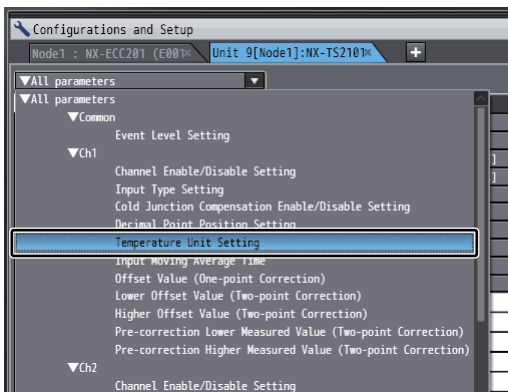 Configurations and Setup
Node1 : NX-ECC201 (E001×
Unit 9[Node1]:NX-TS2101×
+
▼All parameters
▼
▼All parameters
▼Common
Event Level Setting
▼Ch1
Channel Enable/Disable Setting
Input Type Setting
Cold Junction Compensation Enable/Disable Setting
Decimal Point Position Setting
Temperature Unit Setting
Input Moving Average Time
Offset Value (One-point Correction)
Lower Offset Value (Two-point Correction)
Higher Offset Value (Two-point Correction)
Pre-correction Lower Measured Value (Two-point Correction)
Pre-correction Higher Measured Value (Two-point Correction)
▼Ch2
Channel Enable/Disable Setting